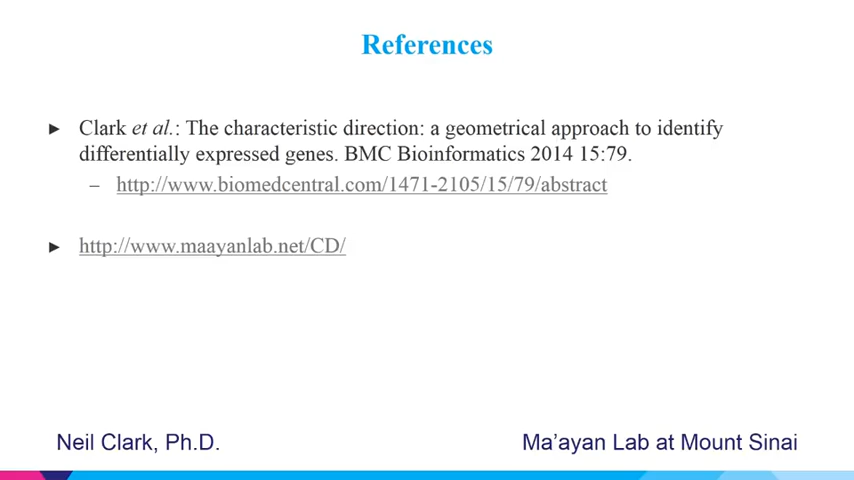 References
► Clark et al.: The characteristic direction: a geometrical approach to identify
differentially expressed genes. BMC Bioinformatics 2014 15:79.
– http://www.biomedcentral.com/1471-2105/15/79/abstract
► http://www.maayanlab.net/CD/
Neil Clark, Ph.D.
Ma’ayan Lab at Mount Sinai